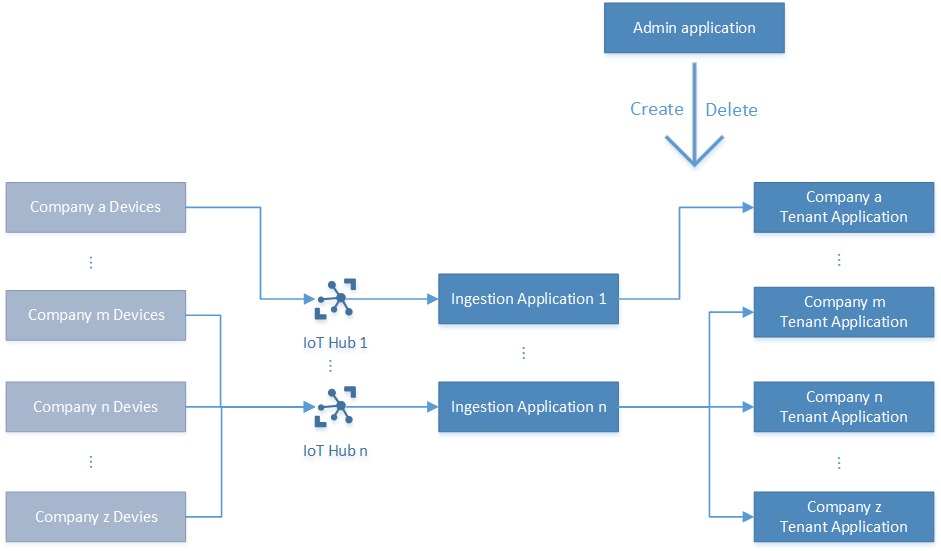 Admin application
Create
Delete
Company a Devices
⋮
Company m Devices
Company n Devies
⋮
Company z Devies
IoT Hub 1
⋮
IoT Hub n
Ingestion Application 1
⋮
Ingestion Application n
Company a
Tenant Application
⋮
Company m
Tenant Application
Company n
Tenant Application
⋮
Company z
Tenant Application